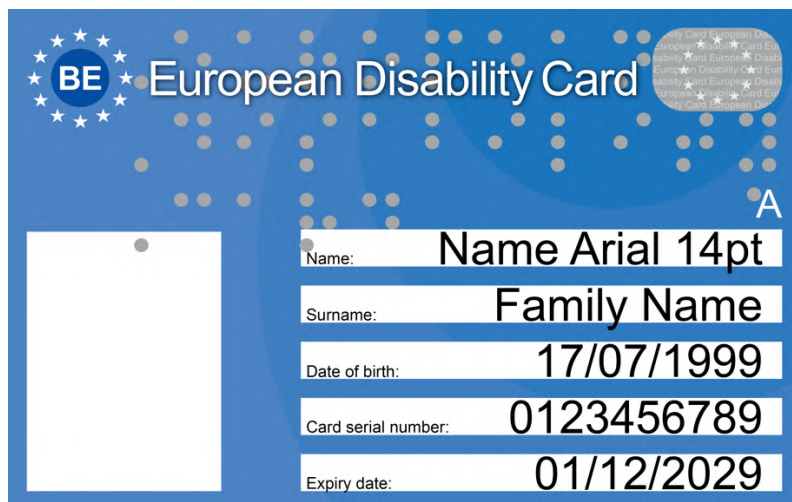 BE
European Disability Card
A
Name: Name Arial 14pt
Surname: Family Name
Date of birth: 17/07/1999
Card serial number: 0123456789
Expiry date: 01/12/2029